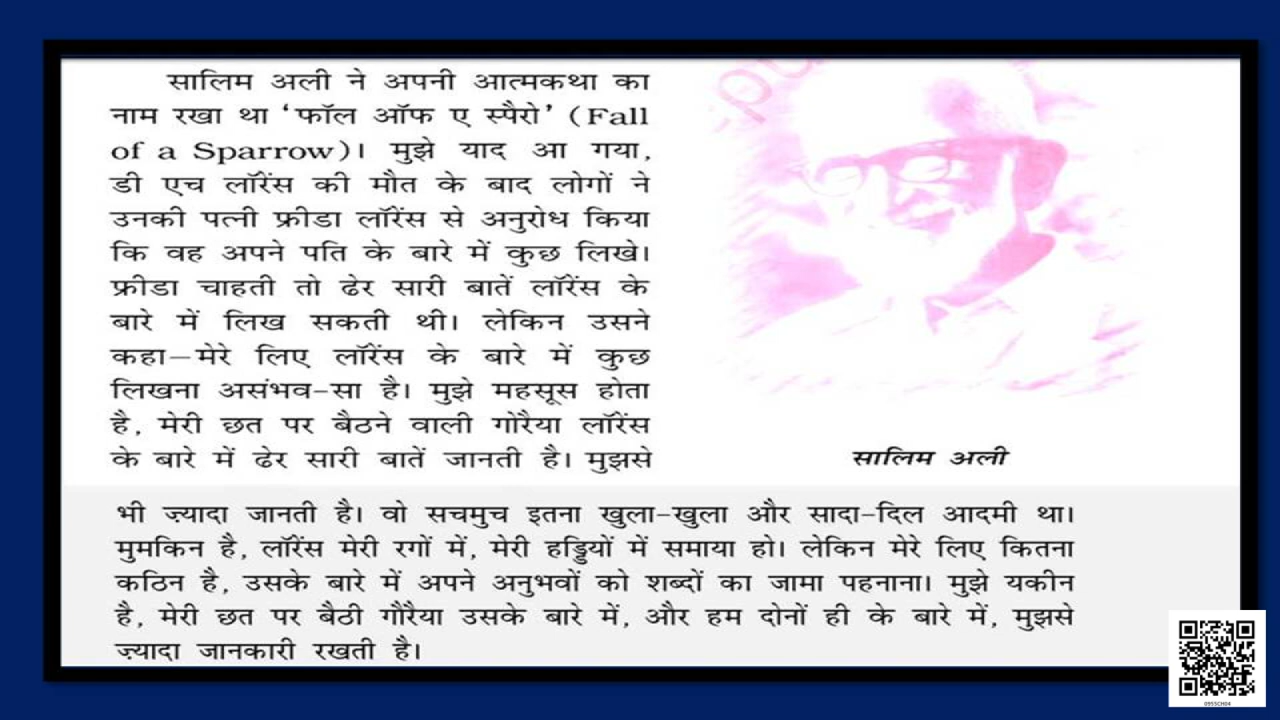 सालिम अली ने अपनी आत्मकथा का
नाम रखा था ‘फॉल ऑफ ए स्पैरो’ (Fall
of a Sparrow)। मुझे याद आ गया,
डी एच लॉरेंस की मौत के बाद लोगों ने
उनकी पत्नी फ्रीडा लॉरेंस से अनुरोध किया
कि वह अपने पति के बारे में कुछ लिखे।
फ्रीडा चाहती तो ढेर सारी बातें लॉरेंस के
बारे में लिख सकती थी। लेकिन उसने
कहा–मेरे लिए लॉरेंस के बारे में कुछ
लिखना असंभव-सा है। मुझे महसूस होता
है, मेरी छत पर बैठने वाली गोरैया लॉरेंस
के बारे में ढेर सारी बातें जानती है। मुझसे
सालिम अली
भी ज़्यादा जानती है। वो सचमुच इतना खुला-खुला और सादा-दिल आदमी था।
मुमकिन है, लॉरेंस मेरी रगों में, मेरी हड्डियों में समाया हो। लेकिन मेरे लिए कितना
कठिन है, उसके बारे में अपने अनुभवों को शब्दों का जामा पहनाना। मुझे यकीन
है, मेरी छत पर बैठी गौरैया उसके बारे में, और हम दोनों ही के बारे में, मुझसे
ज़्यादा जानकारी रखती है।
0955CH04